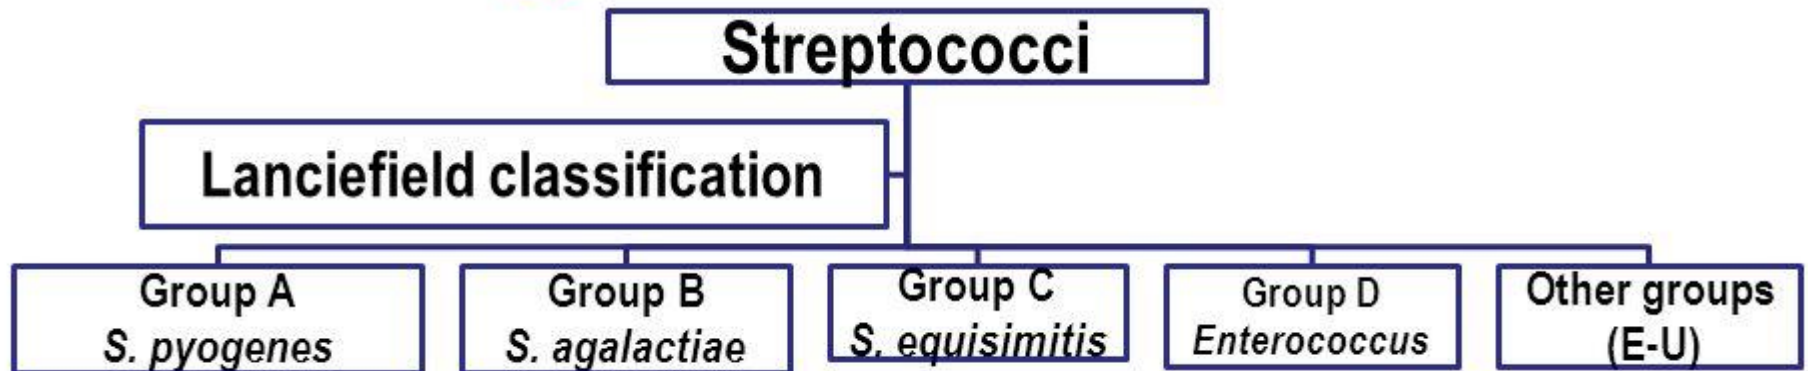 Streptococci
Lanciefield classification
Group A
S. pyogenes
Group B
S. agalactiae
Group C
S. equisimitis
Group D
Enterococcus
Other groups
(E-U)